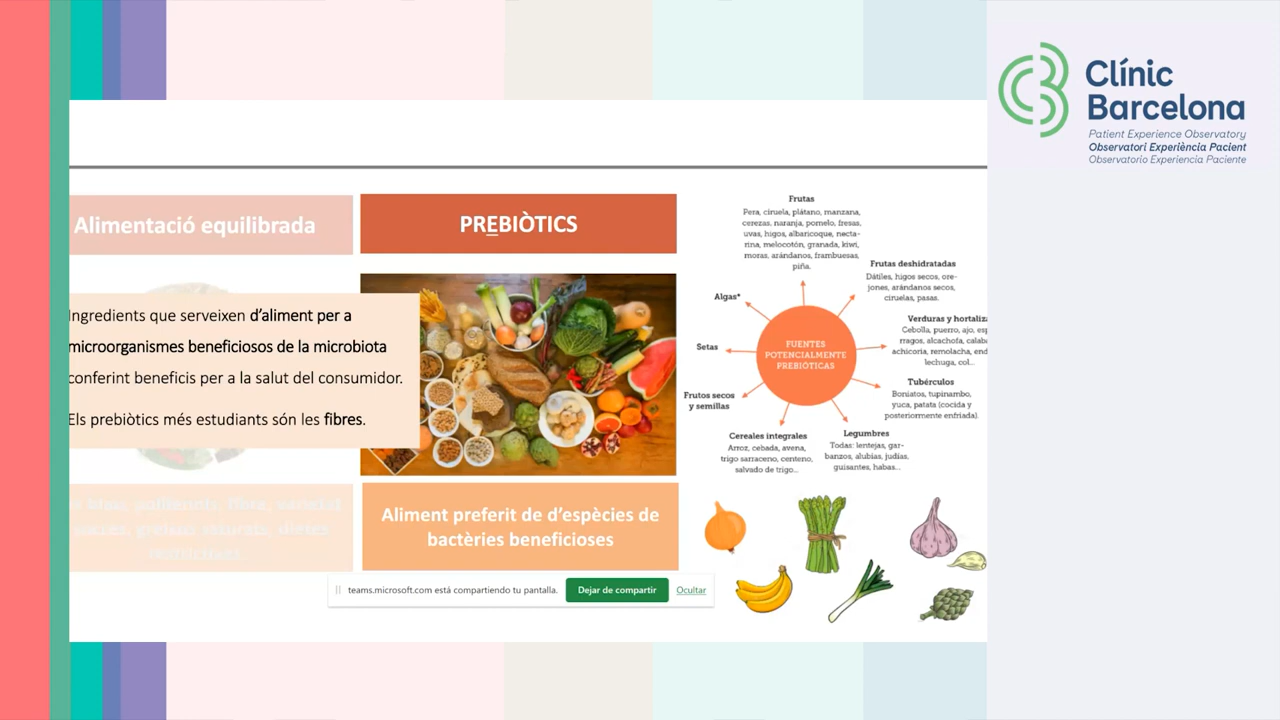 Clínic
Barcelona
Patient Experience Observatory
Observatori Experiència Pacient
Observatorio Experiencia Paciente
Alimentació equilibrada
PREBIÒTICS
Ingredients que serveixen d'aliment per a
microorganismes beneficiosos de la microbiota
conferint beneficis per a la salut del consumidor.
Els prebiòtics més estudients són les fibres.
Aliment preferit de d'espècies de
bactèries beneficioses
Frutas
Pera, ciruela, plátano, manzana,
cerezas, naranja, pomelo, fresas,
uvas, higos, albaricoque, necta-
rina, melocotón, granada, kiwi,
moras, arándanos, frambuesas,
piña.
Frutas deshidratadas
Dátiles, higos secos, ore-
jones, arándanos secos,
ciruelas, pasas.
Algas*
Verduras y hortaliza
Cebolla, puerro, ajo, esp
rragos, alcachofa, calab
achicoria, remolacha, end
lechuga, col...
Setas
FUENTES
POTENCIALMENTE
PREBIÓTICAS
Tubérculos
Boniatos, tupinambo,
yuca, patata (cocida y
posteriormente enfriada).
Frutos secos
y semillas
Cereales integrales
Arroz, cebada, avena,
trigo sarraceno, centeno,
salvado de trigo...
Legumbres
Todas: lentejas, gar-
banzos, alubias, judías,
guisantes, habas...
teams.microsoft.com está compartiendo tu pantalla.
Dejar de compartir
Ocultar